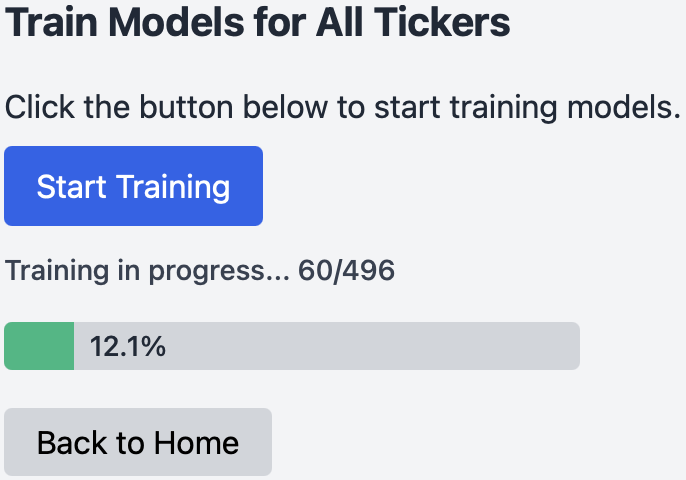 Train Models for All Tickers
Click the button below to start training models.
Start Training
Training in progress... 60/496
12.1%
Back to Home